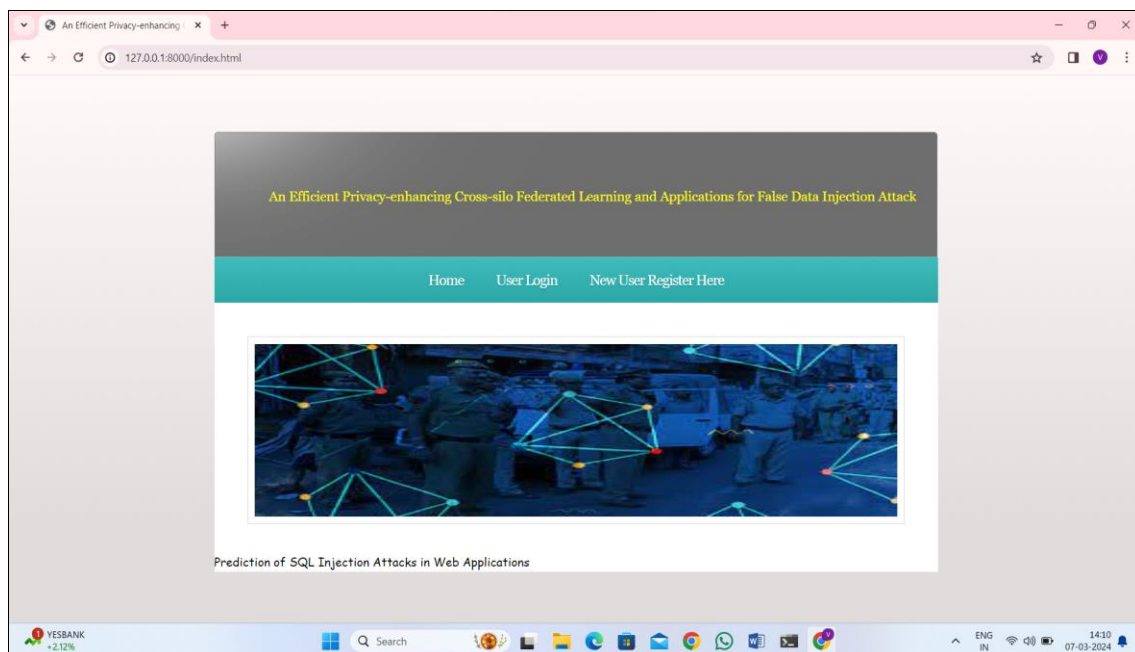 An Efficient Privacy-enhancing
127.0.0.1:8000/index.html
V
An Efficient Privacy-enhancing Cross-silo Federated Learning and Applications for False Data Injection Attack
Home User Login New User Register Here
Prediction of SQL Injection Attacks in Web Applications
1
YESBANK
+2.12%
Search
V
ENG
IN
14:10
07-03-2024